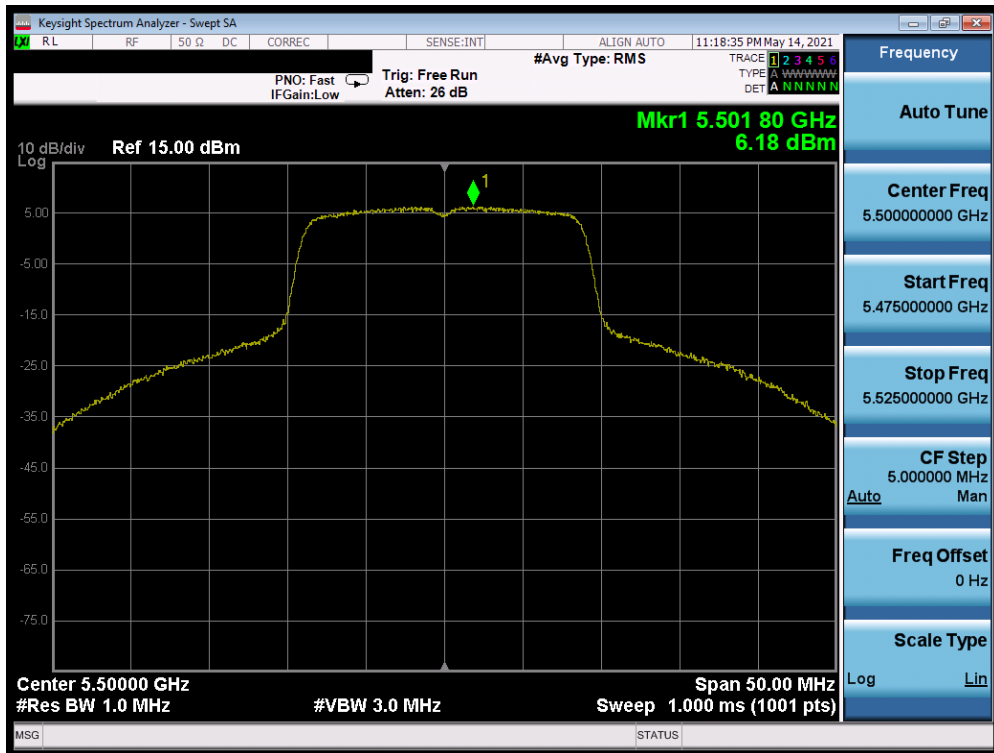 Keysight Spectrum Analyzer - Swept SA
LXI RL RF 50 Ω DC CORREC SENSE:INT ALIGN AUTO 11:18:35 PM May 14, 2021
#Avg Type: RMS TRACE 1 2 3 4 5 6
PNO: Fast Trig: Free Run TYPE A WWWWW
IFGain:Low Atten: 26 dB DET A N N N N N
Mkr1 5.501 80 GHz
10 dB/div Ref 15.00 dBm 6.18 dBm
Log
1
5.00
-5.00
-15.0
-25.0
-35.0
-45.0
-55.0
-65.0
-75.0
Center 5.50000 GHz Span 50.00 MHz
#Res BW 1.0 MHz #VBW 3.0 MHz Sweep 1.000 ms (1001 pts)
MSG STATUS
Frequency
Auto Tune
Center Freq
5.500000000 GHz
Start Freq
5.475000000 GHz
Stop Freq
5.525000000 GHz
CF Step
5.000000 MHz
Auto Man
Freq Offset
0 Hz
Scale Type
Log Lin